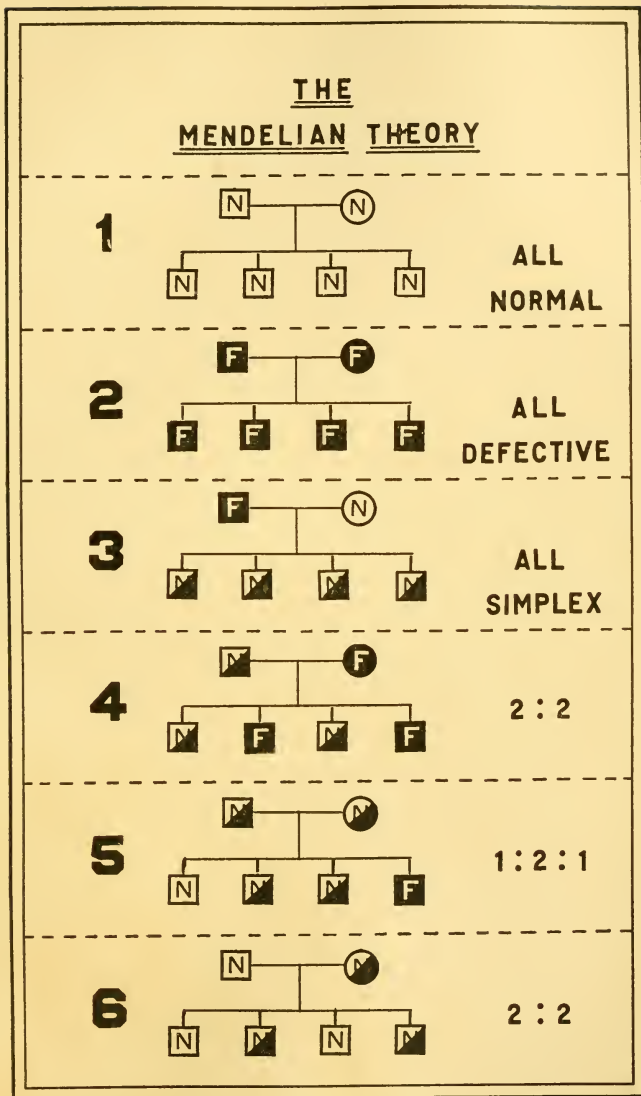 THE
MENDELIAN THEORY
1
N N
N N N N
ALL
NORMAL
2
F F
F F F F
ALL
DEFECTIVE
3
F N
N N N N
ALL
SIMPLEX
4
N F
N F N F
2 : 2
5
N N
N N N F
1 : 2 : 1
6
N N
N N N N
2 : 2